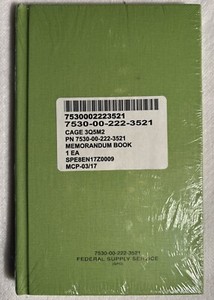 7530002223521
7530-00-222-3521
CAGE 3Q5M2
PN 7530-00-222-3521
MEMORANDUM BOOK
1 EA
SPE8EN17Z0009
MCP-03/17
7530-00-222-3521
FEDERAL SUPPLY SERVICE